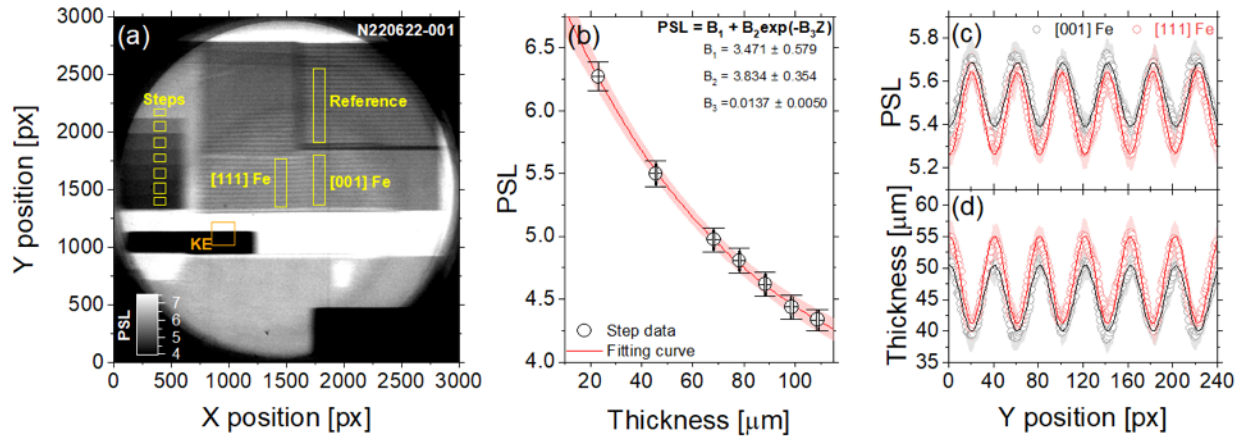 (a)
N220622-001
Steps
Reference
[111] Fe
[001] Fe
KE
PSL
7
6
5
4
3000
2500
2000
1500
1000
500
0
Y position [px]
0 500 1000 1500 2000 2500 3000
X position [px]
(b)
PSL = B1 + B2exp(-B3Z)
B1 = 3.471 ± 0.579
B2 = 3.834 ± 0.354
B3 =0.0137 ± 0.0050
Step data
Fitting curve
6.5
6.0
5.5
5.0
4.5
4.0
PSL
20 40 60 80 100
Thickness [μm]
(c)
[001] Fe [111] Fe
5.8
5.6
5.4
5.2
PSL
(d)
60
55
50
45
40
35
Thickness [μm]
0 40 80 120 160 200 240
Y position [px]